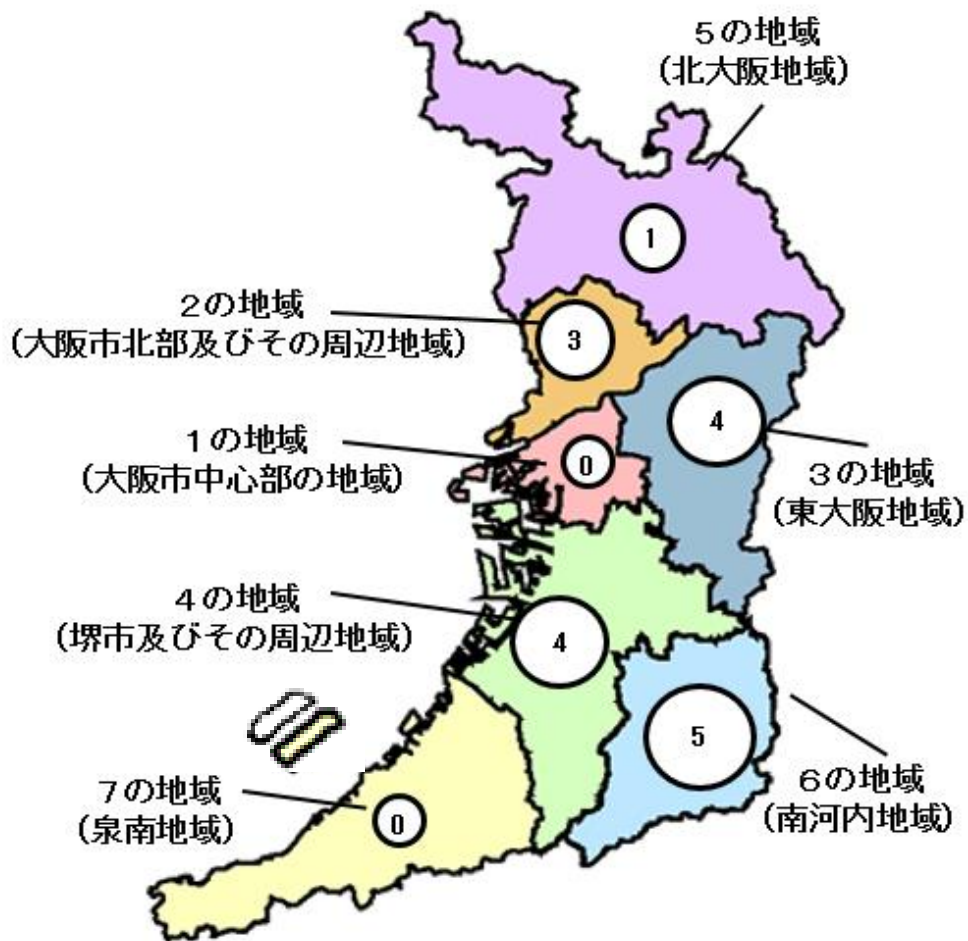 ５の地域
(北大阪地域)
1
２の地域
(大阪市北部及びその周辺地域)
3
１の地域
(大阪市中心部の地域)
0
4
３の地域
(東大阪地域)
４の地域
(堺市及びその周辺地域)
4
5
６の地域
(南河内地域)
７の地域
(泉南地域)
0